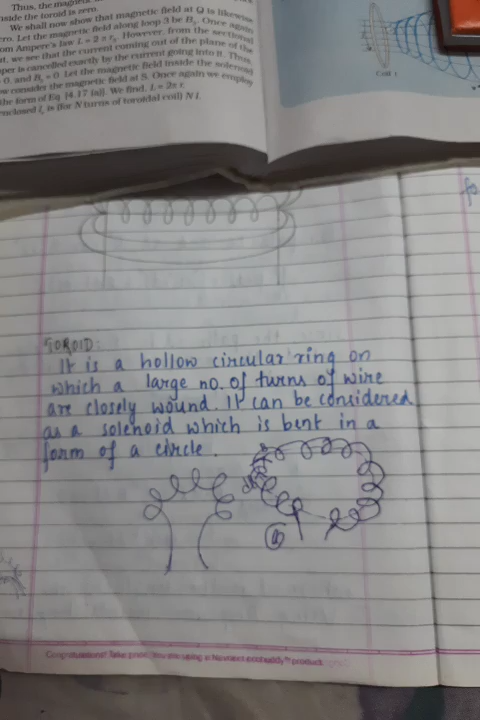 Thus, the magnet
inside the toroid is zero.
We shall now show that magnetic field at Q is likewise
zero. Let the magnetic field along loop 3 be B₃. Once again
from Ampere's law L = 2 π r₃. However, from the sectional
cut, we see that the current coming out of the plane of the
paper is cancelled exactly by the current going into it. Thus,
= 0, and B₃ = 0. Let the magnetic field inside the solenoid
now consider the magnetic field at S. Once again we employ
the form of Eq. [4.17 (a)]. We find, L = 2π r.
enclosed Iₑ is (for N turns of toroidal coil) N I.
Coil 1
TOROID:
It is a hollow circular ring on
which a large no. of turns of wire
are closely wound. It can be considered
as a solenoid which is bent in a
form of a circle.
Congratulations! Take
product